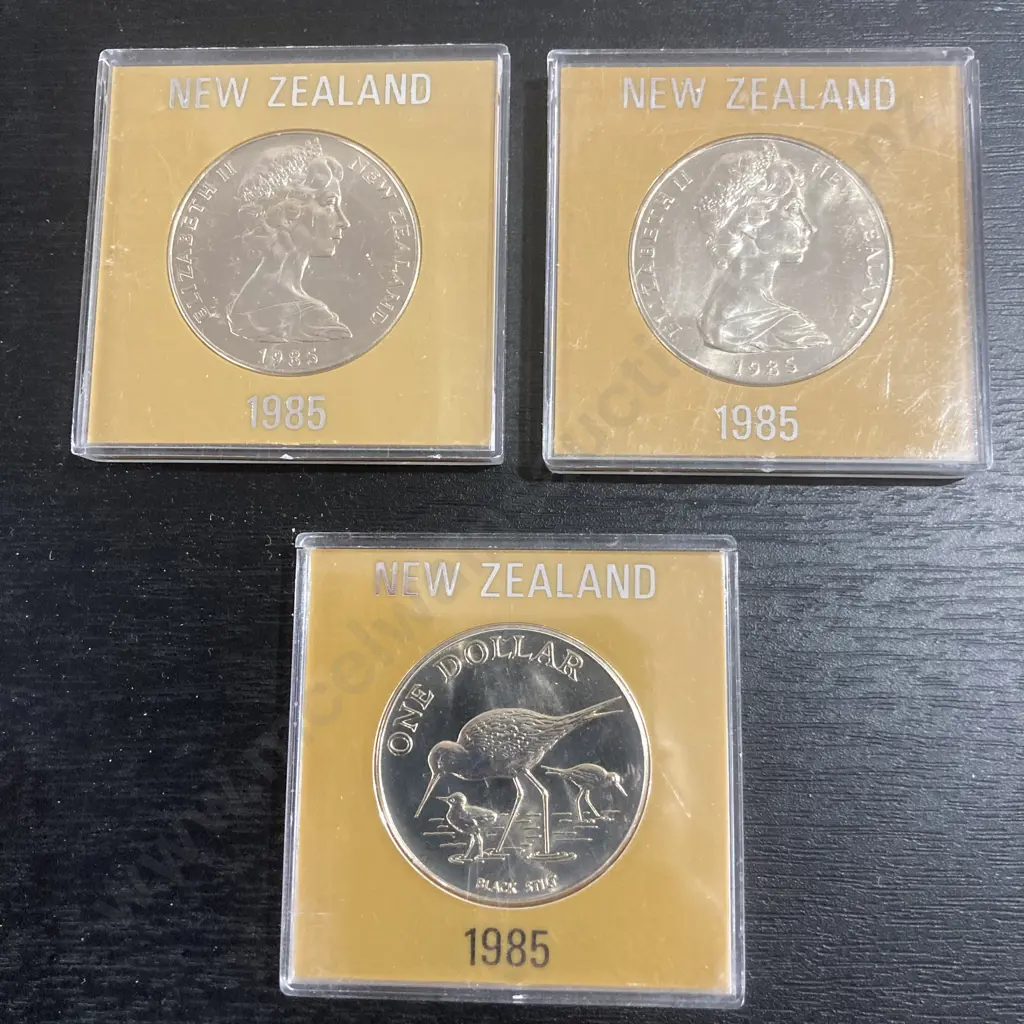 NEW ZEALAND
ELIZABETH II NEW ZEALAND
1985
1985
NEW ZEALAND
ELIZABETH II NEW ZEALAND
1985
1985
NEW ZEALAND
ONE DOLLAR
BLACK STILT
1985